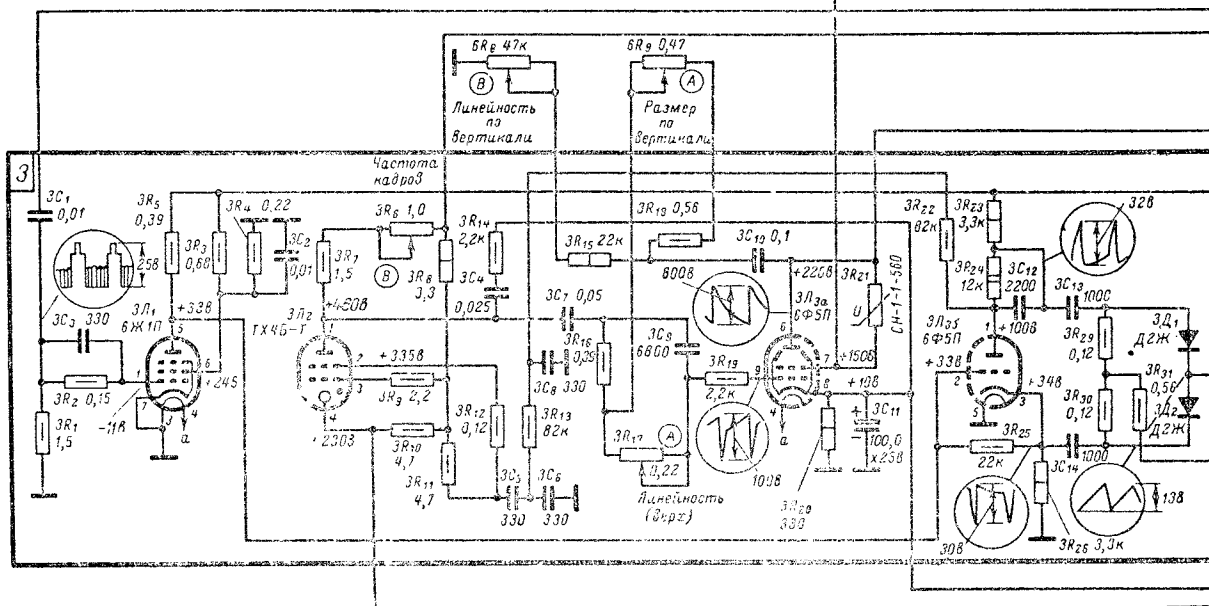 6R8 47к
6R9 0,47
В
А
Линейность
по
вертикали
Размер
по
вертикали
3
Частота
кадров
3C1
0,01
3R5
0,39
3R3
0,68
3R4
0,22
3C2
0,01
3R6 1,0
3R7
1,5
В
3R8
3,3
3R14
2,2к
3C4
0,025
3R15 22к
3R18 0,56
3C10 0,1
3R21
СН-1-1-560
U
3R22
82к
3R23
3,3к
3R24
12к
3C12
2200
3C13
1000
32В
25В
3C3
330
3Л1
6Ж1П
+33В
+24В
3R2 0,15
-11В
3R1
1,5
а
3Л2
ТХ4Б-Т
+335В
3R9 2,2
+230В
3R10
4,7
3R11
4,7
3R12
0,12
3C5
330
3C6
330
3R13
82к
3C7 0,05
3C8
330
3R16
0,39
3R17
0,22
А
Линейность
(верх)
3C9
6800
3R19
2,2к
800В
100В
+220В
3Л3а
6Ф5П
+150В
+18В
а
3R20
330
3C11
100,0
х25В
3Л3б
6Ф5П
+100В
+33В
+34В
3R25
22к
3C14
1000
3R26
3,3к
30В
13В
3R29
0,12
3R30
0,12
3R31
0,56
3Д1
Д2Ж
3Д2
Д2Ж